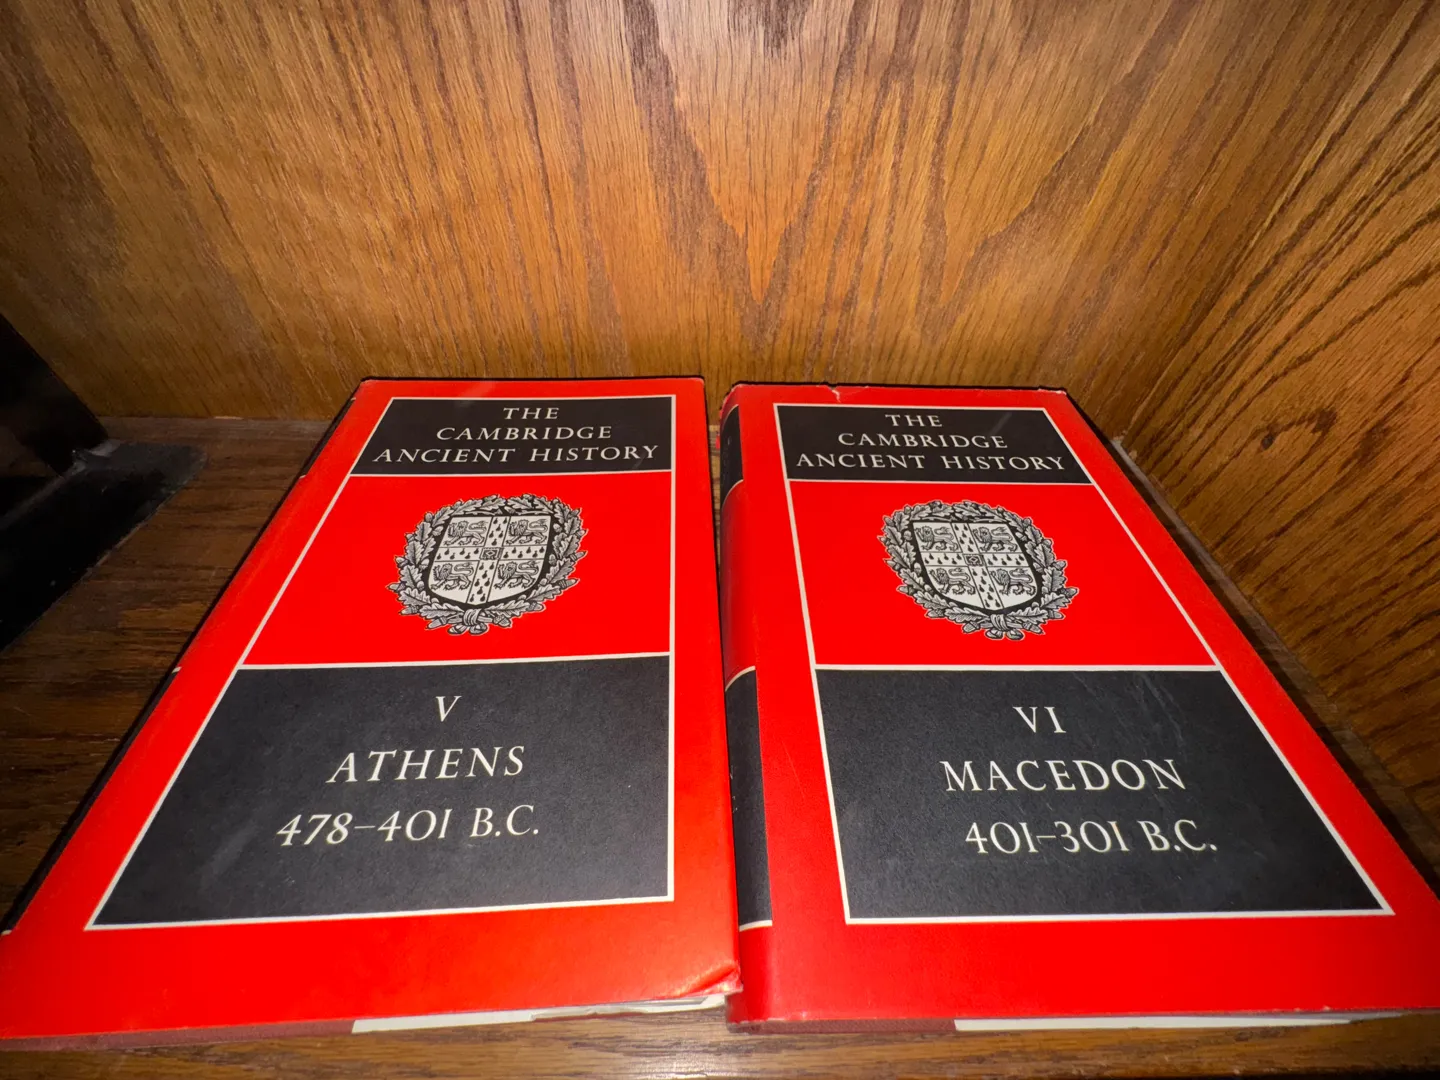 THE
CAMBRIDGE
ANCIENT HISTORY
V
ATHENS
478–401 B.C.
THE
CAMBRIDGE
ANCIENT HISTORY
VI
MACEDON
401–301 B.C.